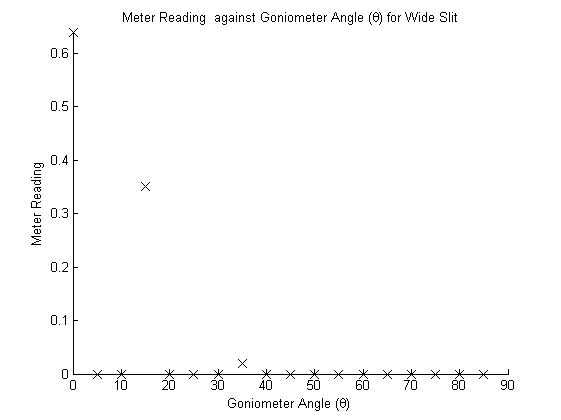 Meter Reading  against Goniometer Angle (θ) for Wide Slit
0.6
0.5
0.4
0.3
0.2
0.1
0
Meter Reading
0 10 20 30 40 50 60 70 80 90
Goniometer Angle (θ)